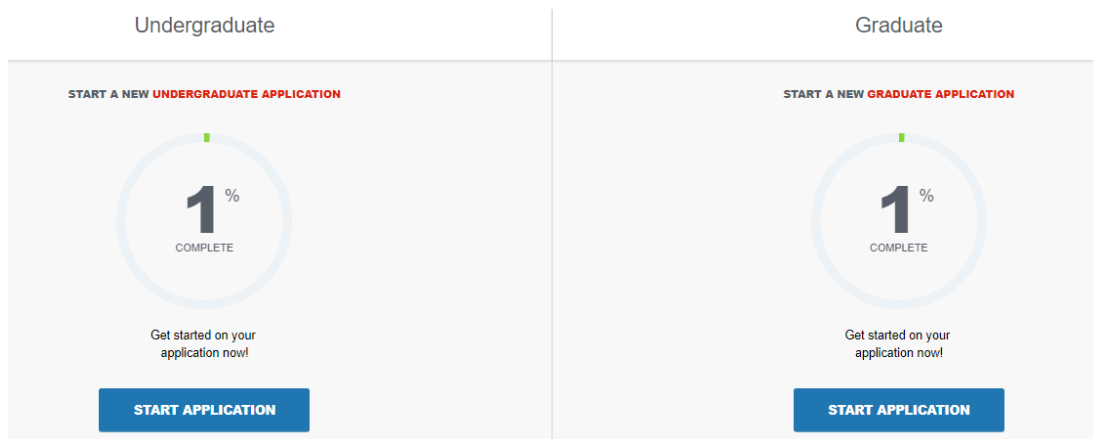 Undergraduate
START A NEW UNDERGRADUATE APPLICATION
1%
COMPLETE
Get started on your
application now!
START APPLICATION
Graduate
START A NEW GRADUATE APPLICATION
1%
COMPLETE
Get started on your
application now!
START APPLICATION